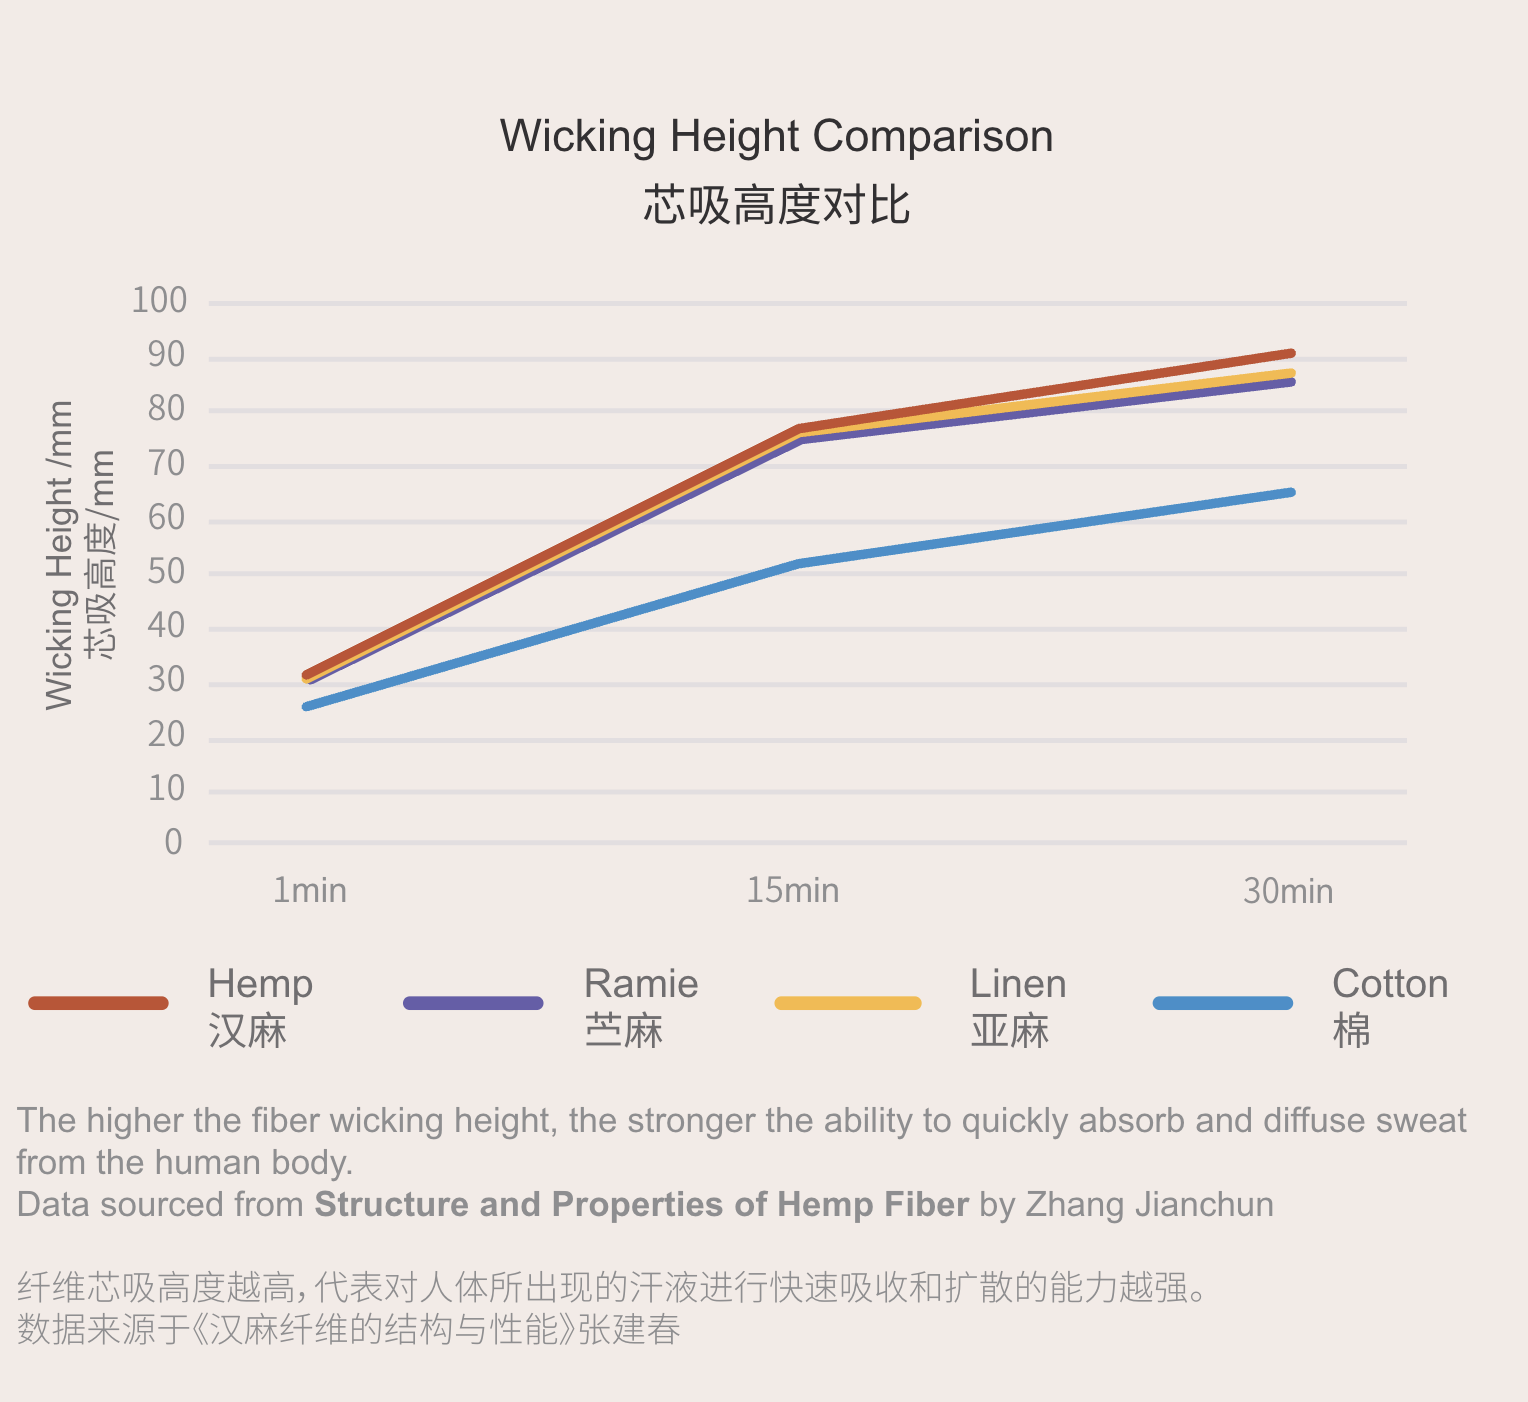 Wicking Height Comparison
芯吸高度对比
Wicking Height /mm
芯吸高度/mm
100
90
80
70
60
50
40
30
20
10
0
1min
15min
30min
Hemp
汉麻
Ramie
苎麻
Linen
亚麻
Cotton
棉
The higher the fiber wicking height, the stronger the ability to quickly absorb and diffuse sweat
from the human body.
Data sourced from Structure and Properties of Hemp Fiber by Zhang Jianchun
纤维芯吸高度越高，代表对人体所出现的汗液进行快速吸收和扩散的能力越强。
数据来源于《汉麻纤维的结构与性能》张建春